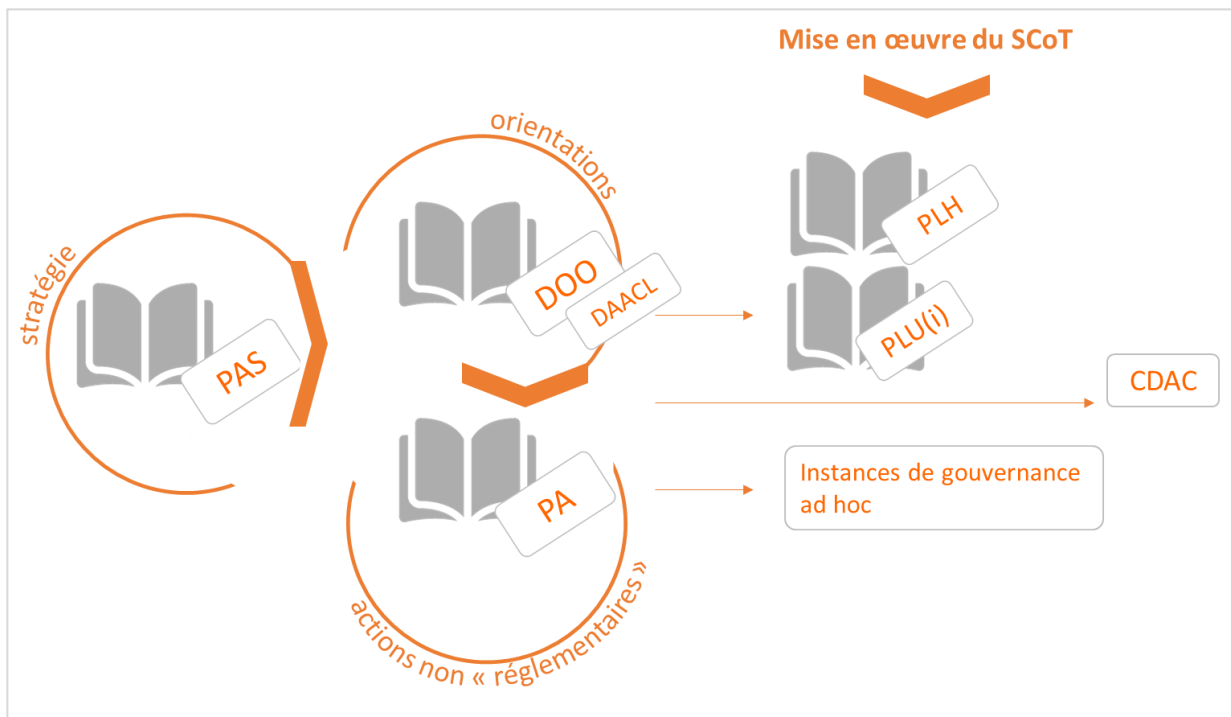 Mise en œuvre du SCoT
stratégie
PAS
orientations
DOO
DAACL
PA
actions non « réglementaires »
PLH
PLU(i)
CDAC
Instances de gouvernance
ad hoc